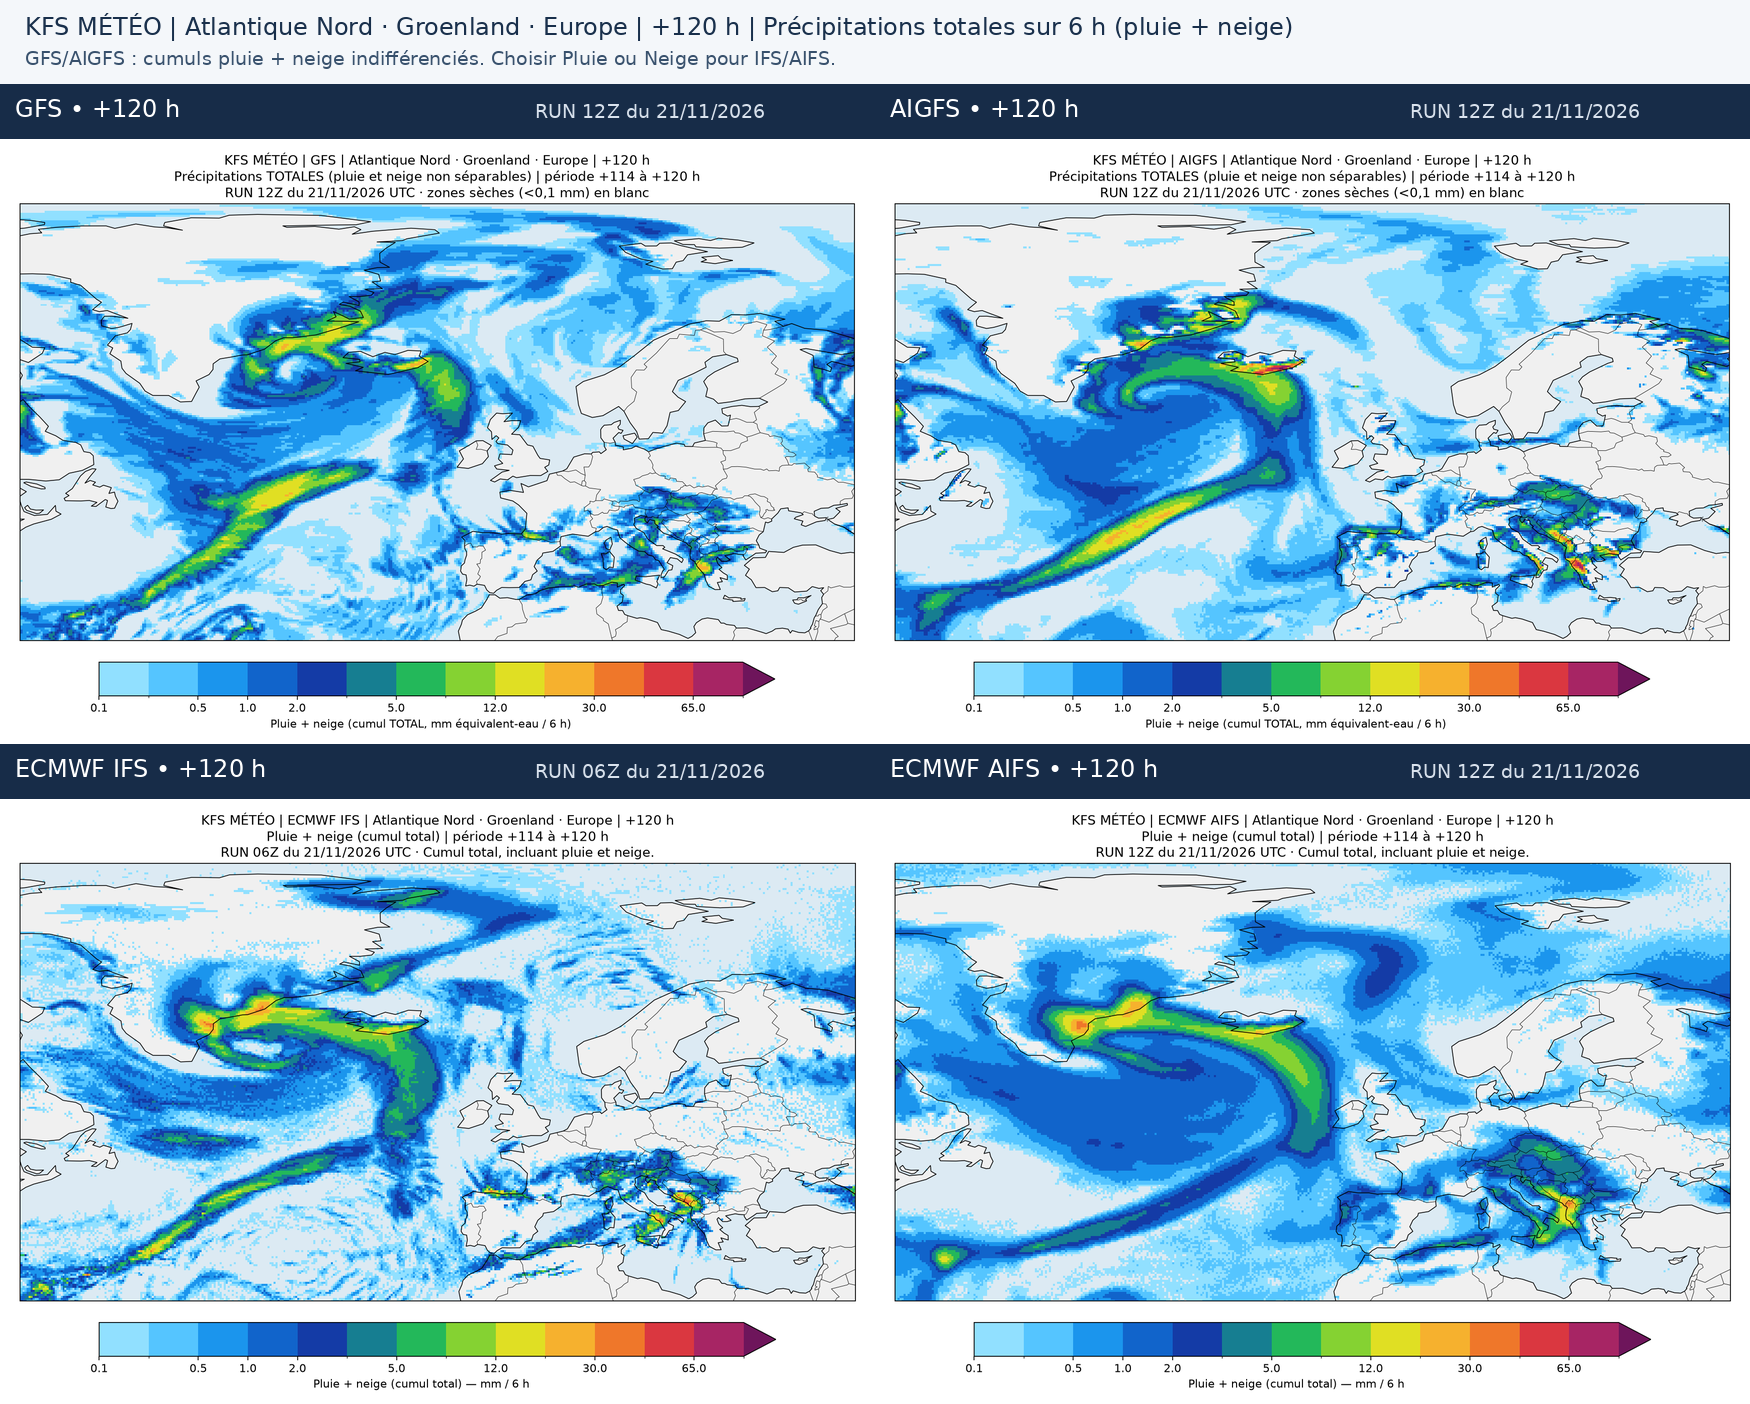 KFS MÉTÉO | Atlantique Nord · Groenland · Europe | +120 h | Précipitations totales sur 6 h (pluie + neige)
GFS/AIGFS : cumuls pluie + neige indifférenciés. Choisir Pluie ou Neige pour IFS/AIFS.
GFS • +120 h
RUN 12Z du 21/11/2026
AIGFS • +120 h
RUN 12Z du 21/11/2026
KFS MÉTÉO | GFS | Atlantique Nord · Groenland · Europe | +120 h
Précipitations TOTALES (pluie et neige non séparables) | période +114 à +120 h
RUN 12Z du 21/11/2026 UTC · zones sèches (<0,1 mm) en blanc
KFS MÉTÉO | AIGFS | Atlantique Nord · Groenland · Europe | +120 h
Précipitations TOTALES (pluie et neige non séparables) | période +114 à +120 h
RUN 12Z du 21/11/2026 UTC · zones sèches (<0,1 mm) en blanc
0.1 0.5 1.0 2.0 5.0 12.0 30.0 65.0
Pluie + neige (cumul TOTAL, mm équivalent-eau / 6 h)
0.1 0.5 1.0 2.0 5.0 12.0 30.0 65.0
Pluie + neige (cumul TOTAL, mm équivalent-eau / 6 h)
ECMWF IFS • +120 h
RUN 06Z du 21/11/2026
ECMWF AIFS • +120 h
RUN 12Z du 21/11/2026
KFS MÉTÉO | ECMWF IFS | Atlantique Nord · Groenland · Europe | +120 h
Pluie + neige (cumul total) | période +114 à +120 h
RUN 06Z du 21/11/2026 UTC · Cumul total, incluant pluie et neige.
KFS MÉTÉO | ECMWF AIFS | Atlantique Nord · Groenland · Europe | +120 h
Pluie + neige (cumul total) | période +114 à +120 h
RUN 12Z du 21/11/2026 UTC · Cumul total, incluant pluie et neige.
0.1 0.5 1.0 2.0 5.0 12.0 30.0 65.0
Pluie + neige (cumul total) — mm / 6 h
0.1 0.5 1.0 2.0 5.0 12.0 30.0 65.0
Pluie + neige (cumul total) — mm / 6 h